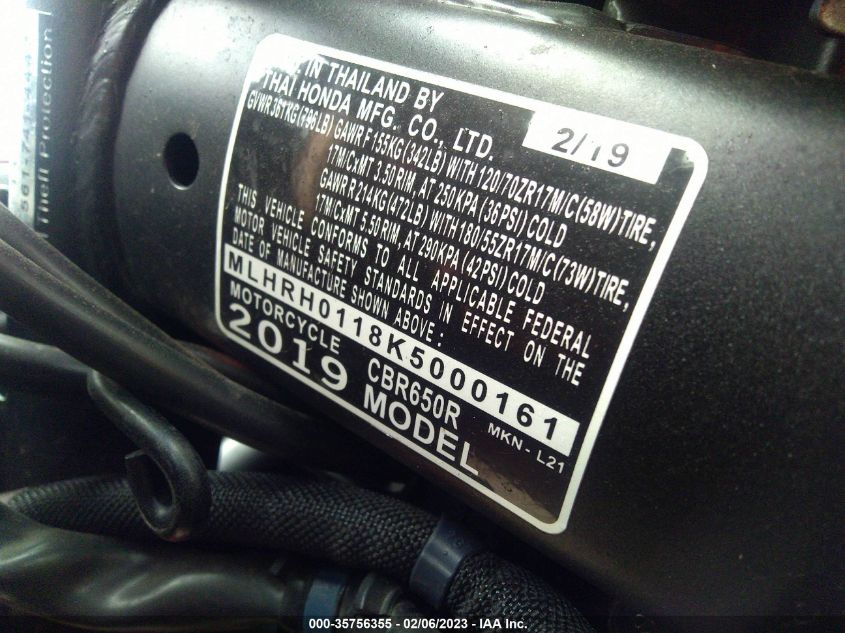 IN THAILAND BY
THAI HONDA MFG. CO., LTD.
2/19
GVWR 361KG(796LB) GAWR F 155KG(342LB) WITH 120/70ZR17M/C(58W)TIRE,
17M/CxMT 3.50 RIM, AT 250KPA(36PSI) COLD
GAWR R 214KG(472LB) WITH 180/55ZR17M/C(73W)TIRE,
17M/CxMT 5.50 RIM, AT 290KPA(42PSI) COLD
THIS VEHICLE CONFORMS TO ALL APPLICABLE FEDERAL
MOTOR VEHICLE SAFETY STANDARDS IN EFFECT ON THE
DATE OF MANUFACTURE SHOWN ABOVE:
MLHRH0118K5000161
MOTORCYCLE CBR650R MKN-L21
2019 MODEL
Theft Protection
000-35756355 - 02/06/2023 - IAA Inc.